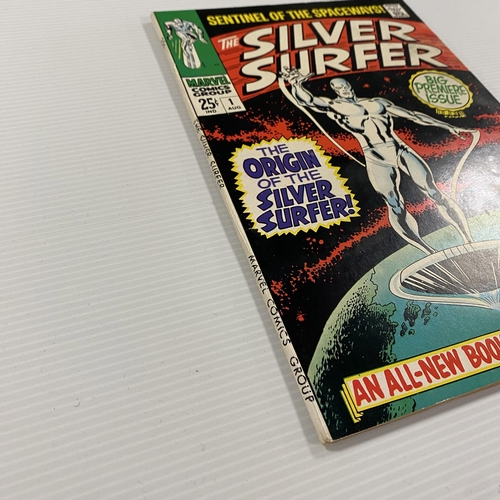 SENTINEL OF THE SPACEWAYS!
THE SILVER
SURFER
MARVEL
COMICS
GROUP
25¢
IND
1
AUG
BIG
PREMIERE
ISSUE
THE
ORIGIN
OF THE
SILVER
SURFER!
THE SILVER SURFER
MARVEL COMICS GROUP
AN ALL-NEW BOO